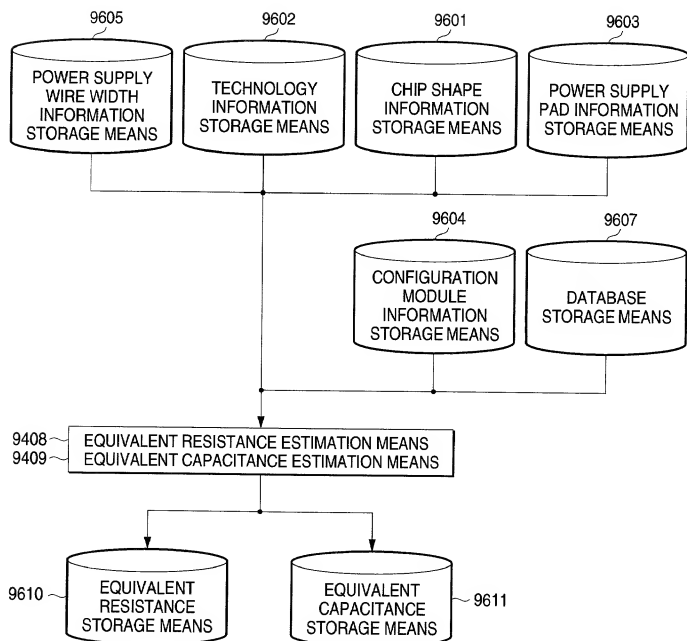 9605
9602
9601
9603
POWER SUPPLY
WIRE WIDTH
INFORMATION
STORAGE MEANS
TECHNOLOGY
INFORMATION
STORAGE MEANS
CHIP SHAPE
INFORMATION
STORAGE MEANS
POWER SUPPLY
PAD INFORMATION
STORAGE MEANS
9604
9607
CONFIGURATION
MODULE
INFORMATION
STORAGE MEANS
DATABASE
STORAGE MEANS
9408 EQUIVALENT RESISTANCE ESTIMATION MEANS
9409 EQUIVALENT CAPACITANCE ESTIMATION MEANS
9610
EQUIVALENT
RESISTANCE
STORAGE MEANS
EQUIVALENT
CAPACITANCE
STORAGE MEANS
9611